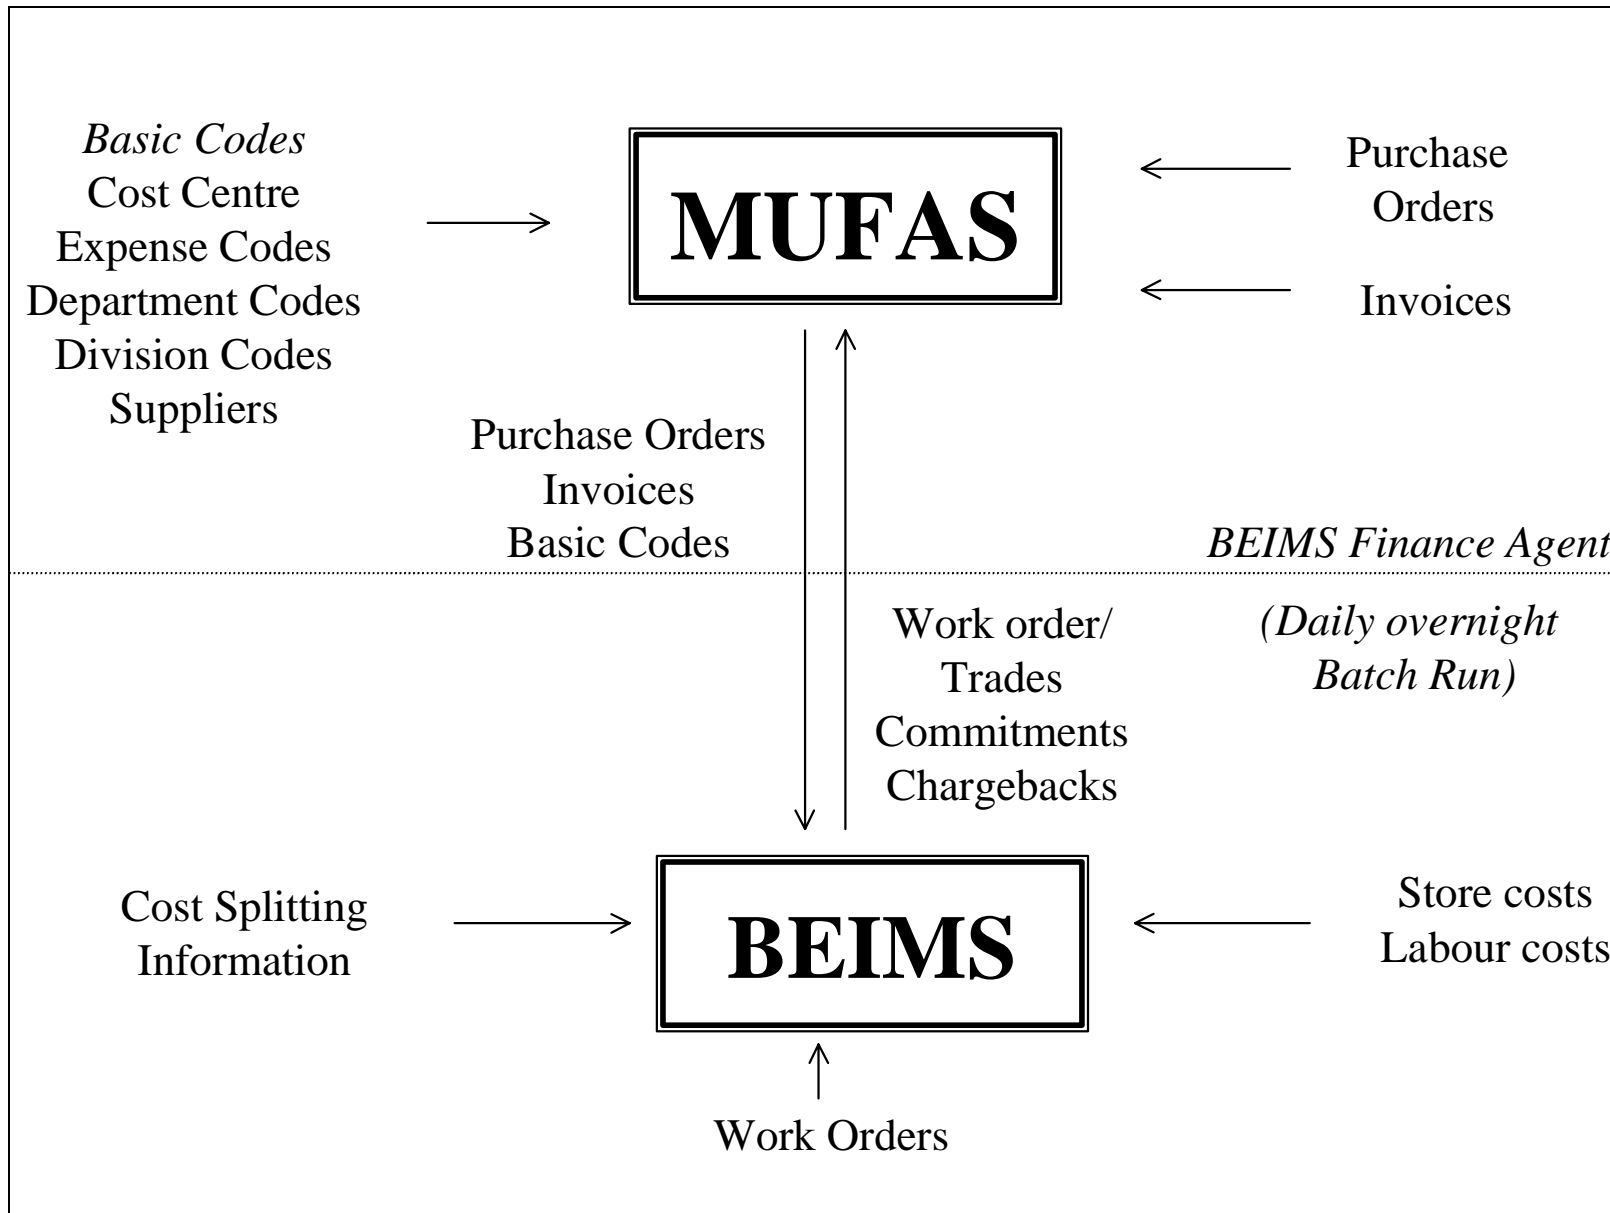 Basic Codes
Cost Centre
Expense Codes
Department Codes
Division Codes
Suppliers
MUFAS
Purchase
Orders
Invoices
Purchase Orders
Invoices
Basic Codes
BEIMS Finance Agent
Work order/
Trades
Commitments
Chargebacks
(Daily overnight
Batch Run)
Cost Splitting
Information
BEIMS
Store costs
Labour costs
Work Orders